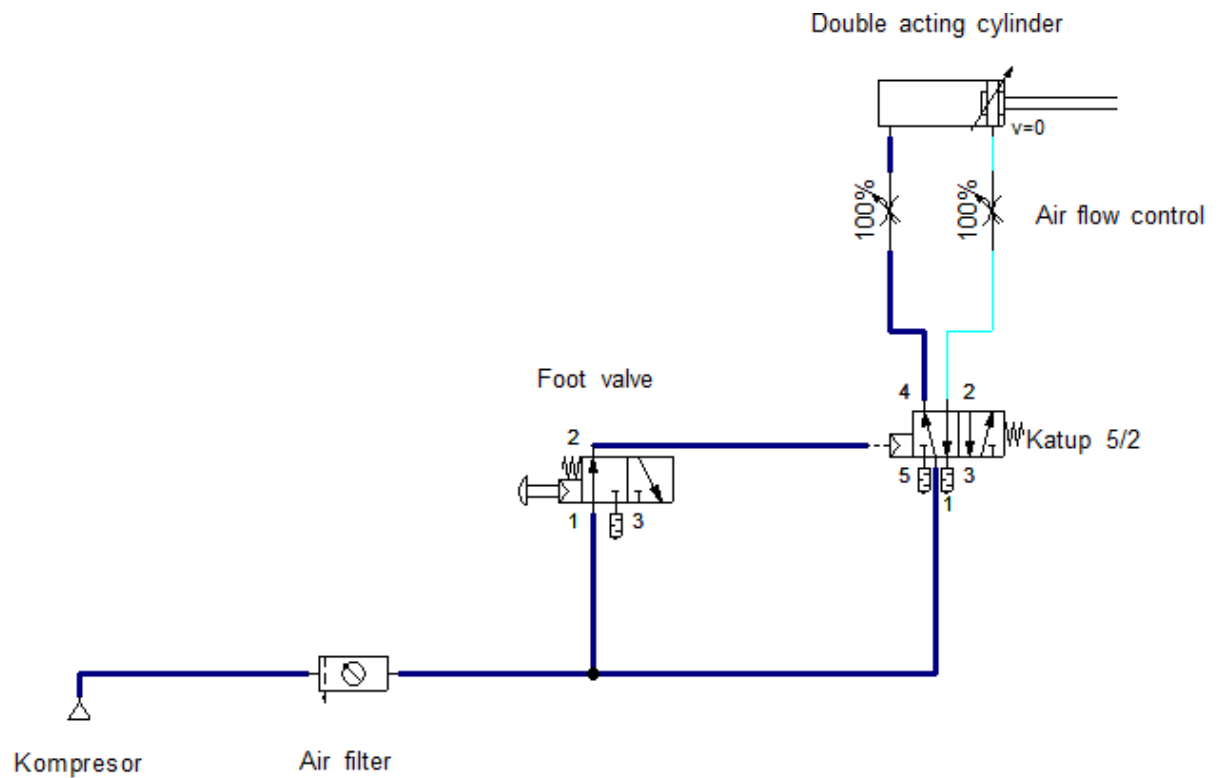 Double acting cylinder
v=0
100%
100%
Air flow control
Foot valve
4
2
Katup 5/2
2
5
3
1
1
3
Kompresor
Air filter